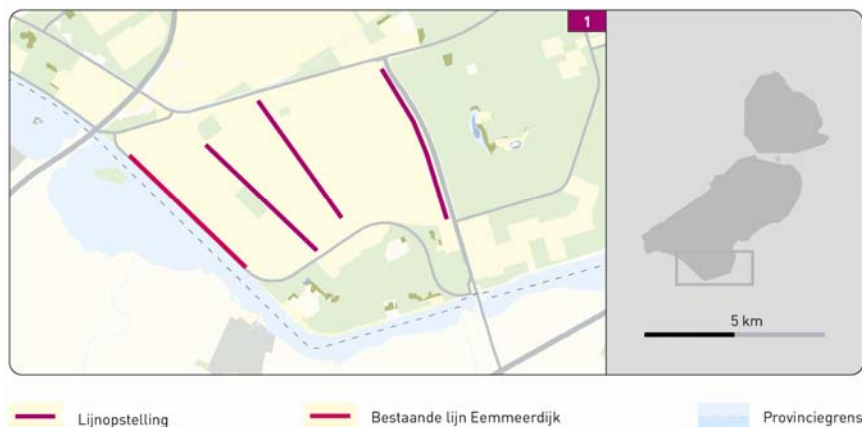 1
5 km
Lijnopstelling
Bestaande lijn Eemmeerdijk
Provinciegrens